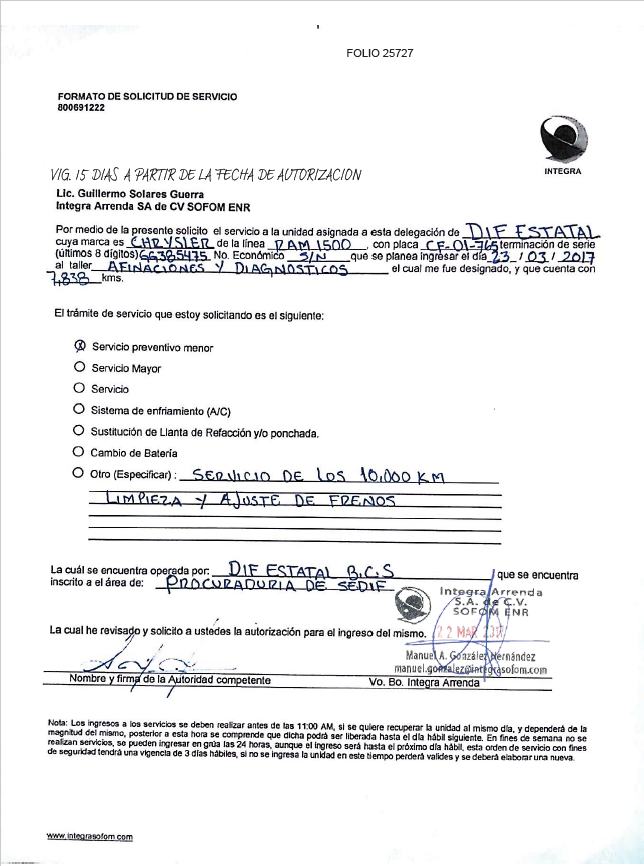 FOLIO 25727
FORMATO DE SOLICITUD DE SERVICIO
800691222
INTEGRA
VIG. 15 DIAS A PARTIR DE LA FECHA DE AUTORIZACION
Lic. Guillermo Solares Guerra
Integra Arrenda SA de CV SOFOM ENR
Por medio de la presente solicito el servicio a la unidad asignada a esta delegación de DIF ESTATAL
cuya marca es CHRYSLER de la línea RAM 1500, con placa CF-01-765 terminación de serie
(últimos 8 dígitos) GG385475 No. Económico S/N que se planea ingresar el día 23 / 03 / 2017
al taller AFINACIONES Y DIAGNOSTICOS el cual me fue designado, y que cuenta con
7,838 kms.
El trámite de servicio que estoy solicitando es el siguiente:
Servicio preventivo menor
Servicio Mayor
Servicio
Sistema de enfriamiento (A/C)
Sustitución de Llanta de Refacción y/o ponchada.
Cambio de Batería
Otro (Especificar) : SERVICIO DE LOS 10,000 KM
LIMPIEZA Y AJUSTE DE FRENOS
La cuál se encuentra operada por: DIF ESTATAL B.C.S que se encuentra
inscrito a el área de: PROCURADURIA DE SEDIF
Integra Arrenda
S.A. de C.V.
SOFOM ENR
La cual he revisado y solicito a ustedes la autorización para el ingreso del mismo.
22 MAR 2017
Manuel A. González Hernández
manuel.gonzalez@integrasofom.com
Nombre y firma de la Autoridad competente Vo. Bo. Integra Arrenda
Nota: Los ingresos a los servicios se deben realizar antes de las 11:00 AM, si se quiere recuperar la unidad al mismo día, y dependerá de la
magnitud del mismo, posterior a esta hora se comprende que dicha podrá ser liberada hasta el día hábil siguiente. En fines de semana no se
realizan servicios, se pueden ingresar en grúa las 24 horas, aunque el ingreso será hasta el próximo día hábil, esta orden de servicio con fines
de seguridad tendrá una vigencia de 3 días hábiles, si no se ingresa la unidad en este tiempo perderá valides y se deberá elaborar una nueva.
www.integrasofom.com